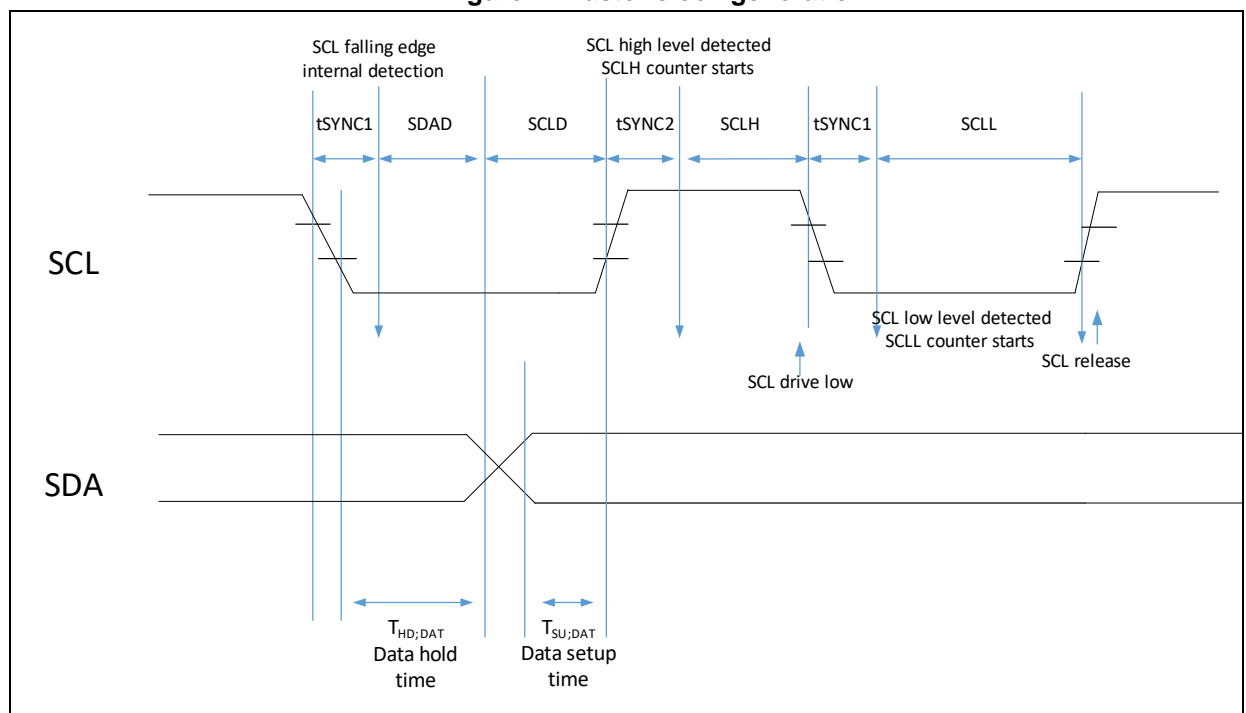 SCL falling edge
internal detection
SCL high level detected
SCLH counter starts
tSYNC1
SDAD
SCLD
tSYNC2
SCLH
tSYNC1
SCLL
SCL
SCL low level detected
SCLL counter starts
SCL drive low
SCL release
SDA
THD;DAT
Data hold
time
TSU;DAT
Data setup
time